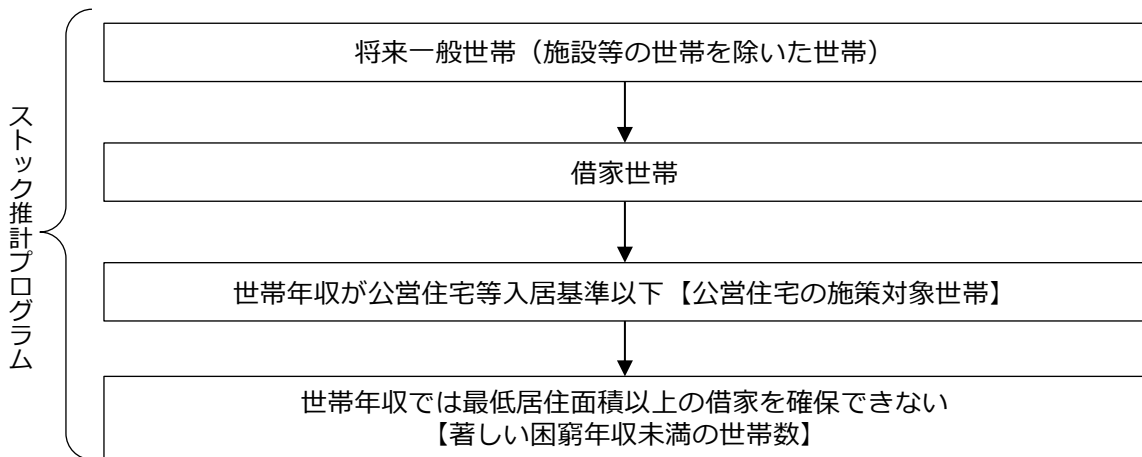 ストック推計プログラム
将来一般世帯（施設等の世帯を除いた世帯）
借家世帯
世帯年収が公営住宅等入居基準以下【公営住宅の施策対象世帯】
世帯年収では最低居住面積以上の借家を確保できない
【著しい困窮年収未満の世帯数】